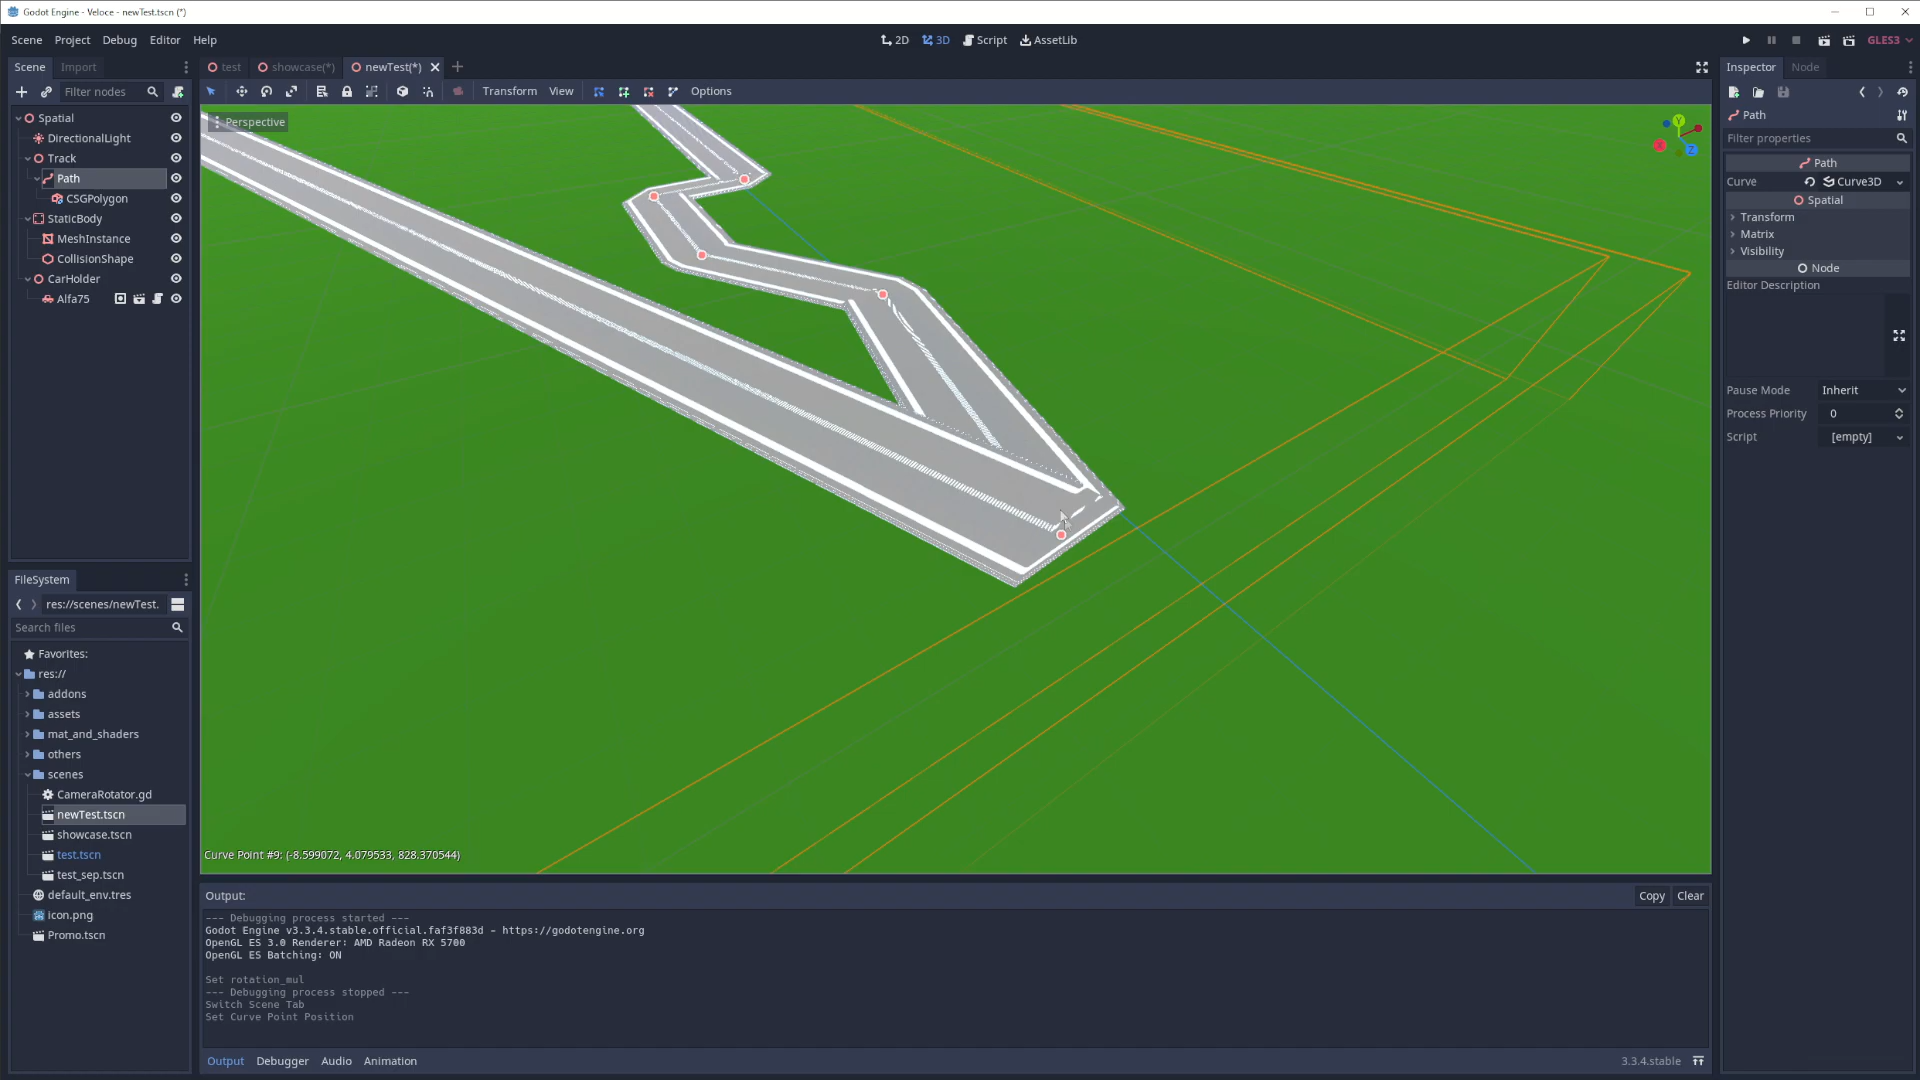 Godot Engine - Veloce - newTest.tscn (*)
Scene Project Debug Editor Help
2D 3D Script AssetLib
GLES3
Scene Import
test showcase(*) newTest(*)
Inspector Node
Filter nodes
Transform View
Options
Spatial
DirectionalLight
Track
Path
CSGPolygon
StaticBody
MeshInstance
CollisionShape
CarHolder
Alfa75
Perspective
Y
X
Z
Curve Point #9: (-8.599072, 4.079533, 828.370544)
Path
Filter properties
Path
Curve Curve3D
Spatial
Transform
Matrix
Visibility
Node
Editor Description
Pause Mode Inherit
Process Priority 0
Script [empty]
FileSystem
res://scenes/newTest.
Search files
Favorites:
res://
addons
assets
mat_and_shaders
others
scenes
CameraRotator.gd
newTest.tscn
showcase.tscn
test.tscn
test_sep.tscn
default_env.tres
icon.png
Promo.tscn
Output:
Copy Clear
--- Debugging process started ---
Godot Engine v3.3.4.stable.official.faf3f883d - https://godotengine.org
OpenGL ES 3.0 Renderer: AMD Radeon RX 5700
OpenGL ES Batching: ON
Set rotation_mul
--- Debugging process stopped ---
Switch Scene Tab
Set Curve Point Position
Output Debugger Audio Animation
3.3.4.stable